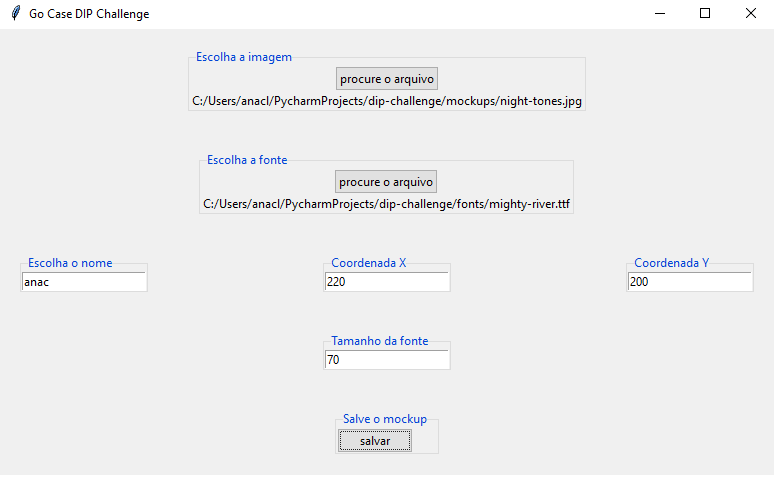 Go Case DIP Challenge
Escolha a imagem
procure o arquivo
C:/Users/anacl/PycharmProjects/dip-challenge/mockups/night-tones.jpg
Escolha a fonte
procure o arquivo
C:/Users/anacl/PycharmProjects/dip-challenge/fonts/mighty-river.ttf
Escolha o nome
Coordenada X
Coordenada Y
anac
220
200
Tamanho da fonte
70
Salve o mockup
salvar